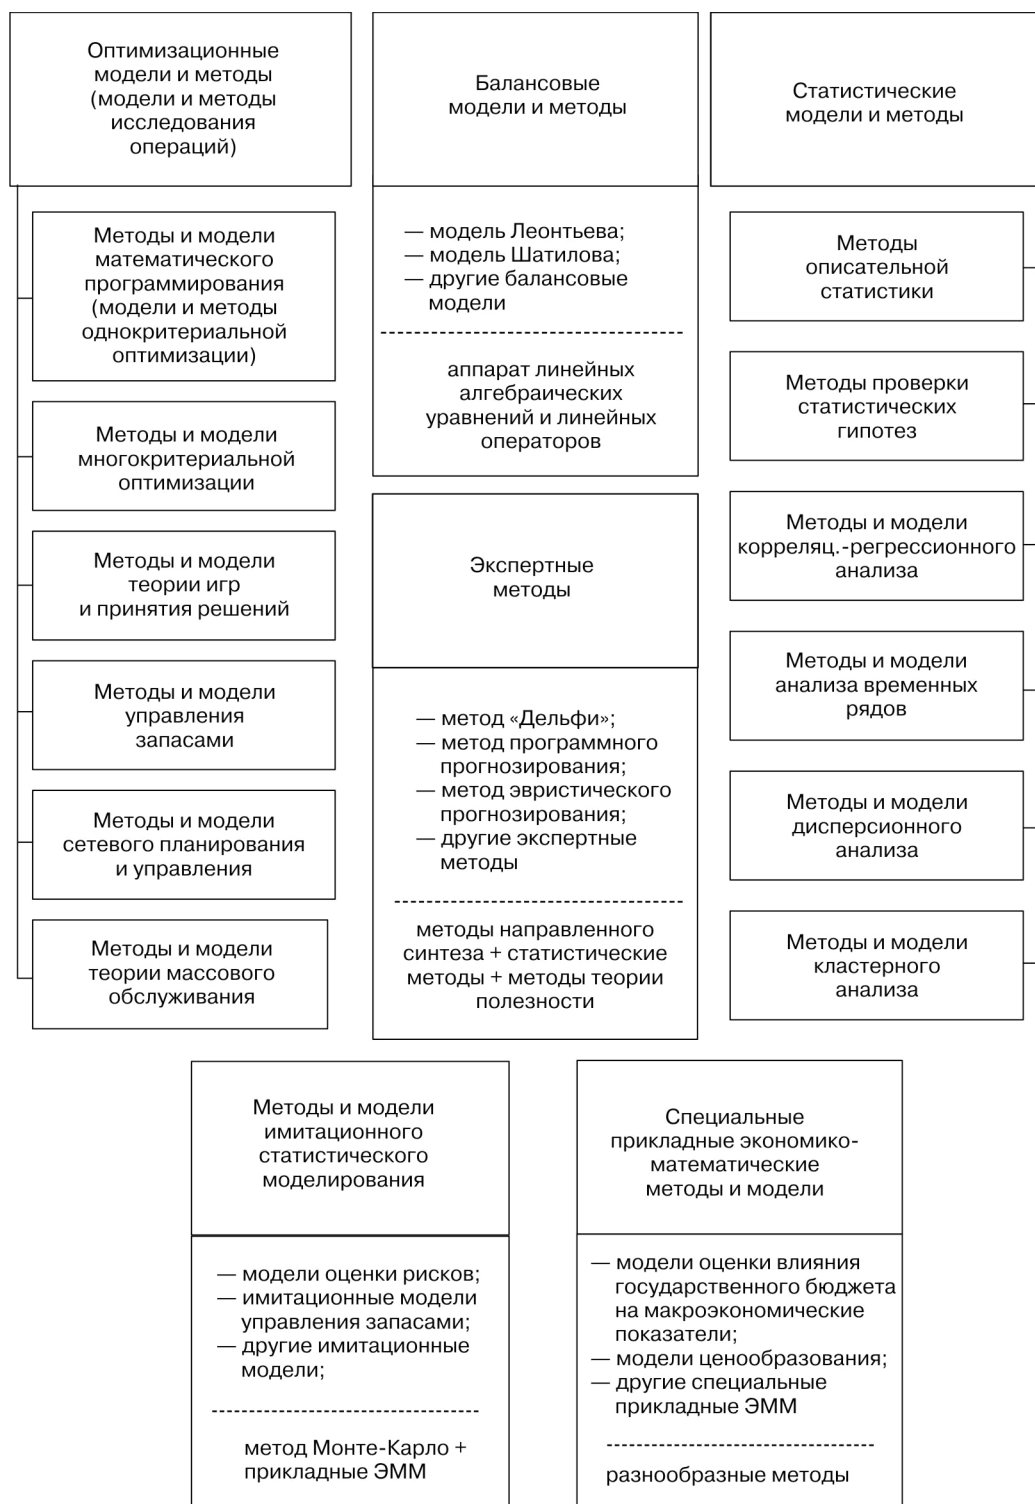 Оптимизационные
модели и методы
(модели и методы
исследования
операций)
Методы и модели
математического
программирования
(модели и методы
однокритериальной
оптимизации)
Методы и модели
многокритериальной
оптимизации
Методы и модели
теории игр
и принятия решений
Методы и модели
управления
запасами
Методы и модели
сетевого планирования
и управления
Методы и модели
теории массового
обслуживания
Балансовые
модели и методы
— модель Леонтьева;
— модель Шатилова;
— другие балансовые
модели
аппарат линейных
алгебраических
уравнений и линейных
операторов
Экспертные
методы
— метод «Дельфи»;
— метод программного
прогнозирования;
— метод эвристического
прогнозирования;
— другие экспертные
методы
методы направленного
синтеза + статистические
методы + методы теории
полезности
Статистические
модели и методы
Методы
описательной
статистики
Методы проверки
статистических
гипотез
Методы и модели
корреляц.-регрессионного
анализа
Методы и модели
анализа временных
рядов
Методы и модели
дисперсионного
анализа
Методы и модели
кластерного
анализа
Методы и модели
имитационного
статистического
моделирования
— модели оценки рисков;
— имитационные модели
управления запасами;
— другие имитационные
модели;
метод Монте-Карло +
прикладные ЭММ
Специальные
прикладные экономико-
математические
методы и модели
— модели оценки влияния
государственного бюджета
на макроэкономические
показатели;
— модели ценообразования;
— другие специальные
прикладные ЭММ
разнообразные методы